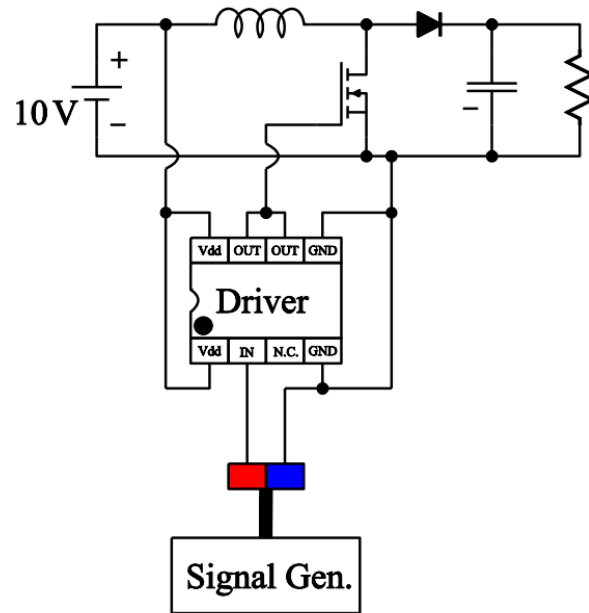 +
10 V
−
−
Vdd OUT OUT GND
Driver
Vdd IN N.C. GND
Signal Gen.